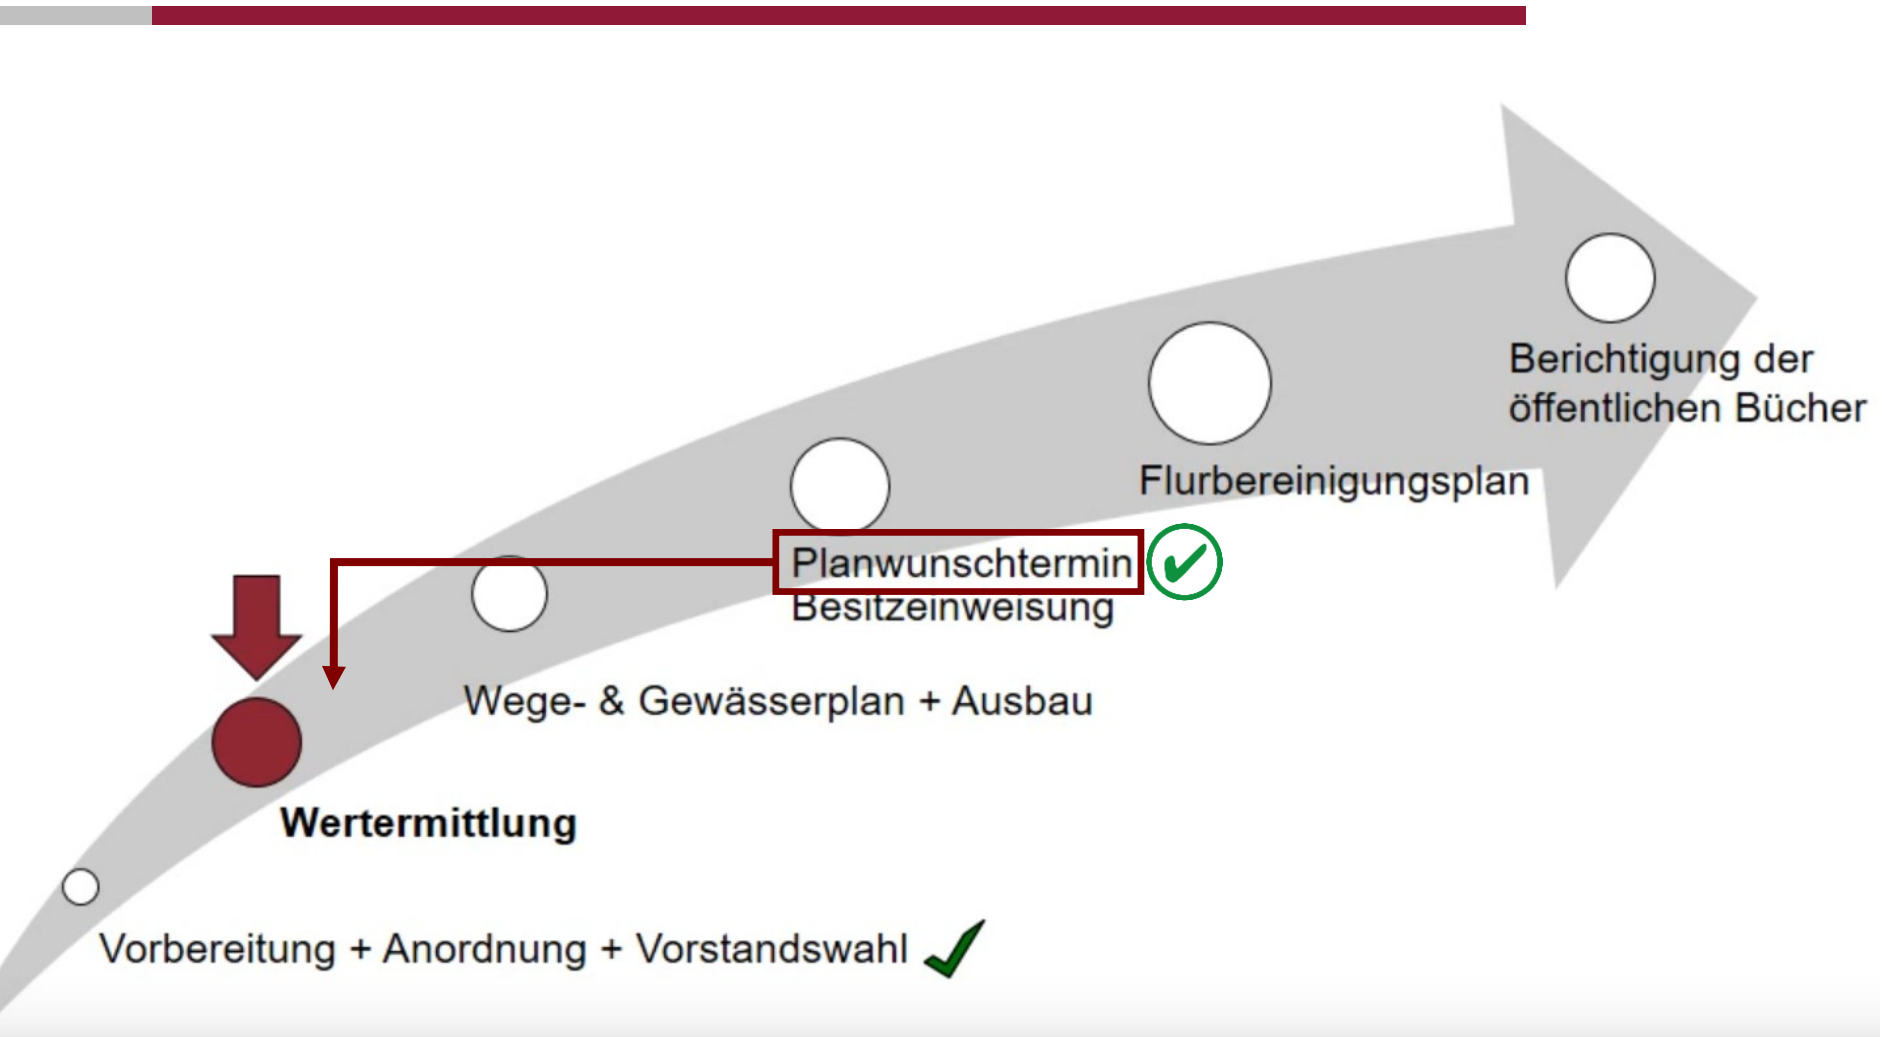 Berichtigung der
öffentlichen Bücher
Flurbereinigungsplan
Planwunschtermin
Besitzeinweisung
Wege- & Gewässerplan + Ausbau
Wertermittlung
Vorbereitung + Anordnung + Vorstandswahl